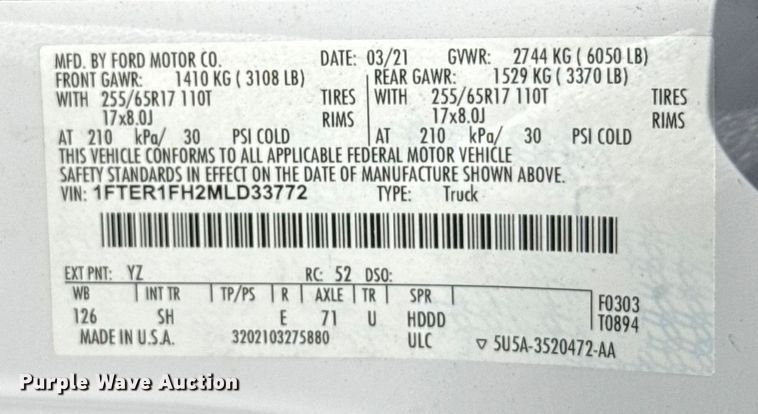 MFD. BY FORD MOTOR CO. DATE: 03/21 GVWR: 2744 KG ( 6050 LB)
FRONT GAWR: 1410 KG ( 3108 LB) REAR GAWR: 1529 KG ( 3370 LB)
WITH 255/65R17 110T TIRES WITH 255/65R17 110T TIRES
17x8.0J RIMS 17x8.0J RIMS
AT 210 kPa/ 30 PSI COLD AT 210 kPa/ 30 PSI COLD
THIS VEHICLE CONFORMS TO ALL APPLICABLE FEDERAL MOTOR VEHICLE
SAFETY STANDARDS IN EFFECT ON THE DATE OF MANUFACTURE SHOWN ABOVE.
VIN: 1FTER1FH2MLD33772 TYPE: Truck
EXT PNT: YZ RC: 52 DSO:
WB INT TR TP/PS R AXLE TR SPR F0303
126 SH E 71 U HDDD T0894
MADE IN U.S.A. 3202103275880 ULC ▽ 5U5A-3520472-AA
Purple Wave Auction